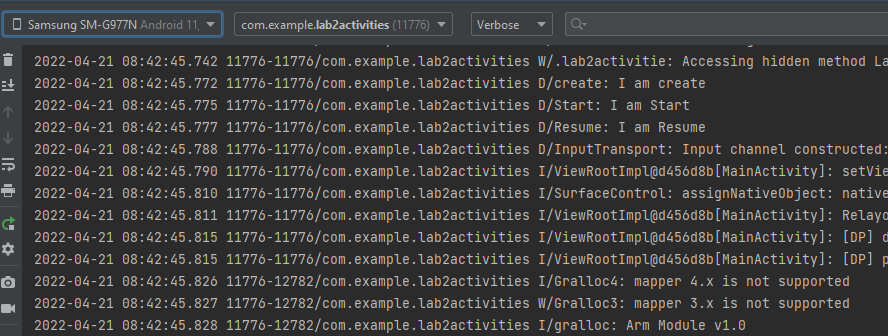 Samsung SM-G977N Android 11, com.example.lab2activities (11776) Verbose
2022-04-21 08:42:45.742 11776-11776/com.example.lab2activities W/.lab2activitie: Accessing hidden method La
2022-04-21 08:42:45.772 11776-11776/com.example.lab2activities D/create: I am create
2022-04-21 08:42:45.775 11776-11776/com.example.lab2activities D/Start: I am Start
2022-04-21 08:42:45.777 11776-11776/com.example.lab2activities D/Resume: I am Resume
2022-04-21 08:42:45.788 11776-11776/com.example.lab2activities D/InputTransport: Input channel constructed:
2022-04-21 08:42:45.790 11776-11776/com.example.lab2activities I/ViewRootImpl@d456d8b[MainActivity]: setVie
2022-04-21 08:42:45.810 11776-11776/com.example.lab2activities I/SurfaceControl: assignNativeObject: native
2022-04-21 08:42:45.811 11776-11776/com.example.lab2activities I/ViewRootImpl@d456d8b[MainActivity]: Relayo
2022-04-21 08:42:45.815 11776-11776/com.example.lab2activities I/ViewRootImpl@d456d8b[MainActivity]: [DP] d
2022-04-21 08:42:45.815 11776-11776/com.example.lab2activities I/ViewRootImpl@d456d8b[MainActivity]: [DP] p
2022-04-21 08:42:45.826 11776-12782/com.example.lab2activities I/Gralloc4: mapper 4.x is not supported
2022-04-21 08:42:45.827 11776-12782/com.example.lab2activities W/Gralloc3: mapper 3.x is not supported
2022-04-21 08:42:45.828 11776-12782/com.example.lab2activities I/gralloc: Arm Module v1.0